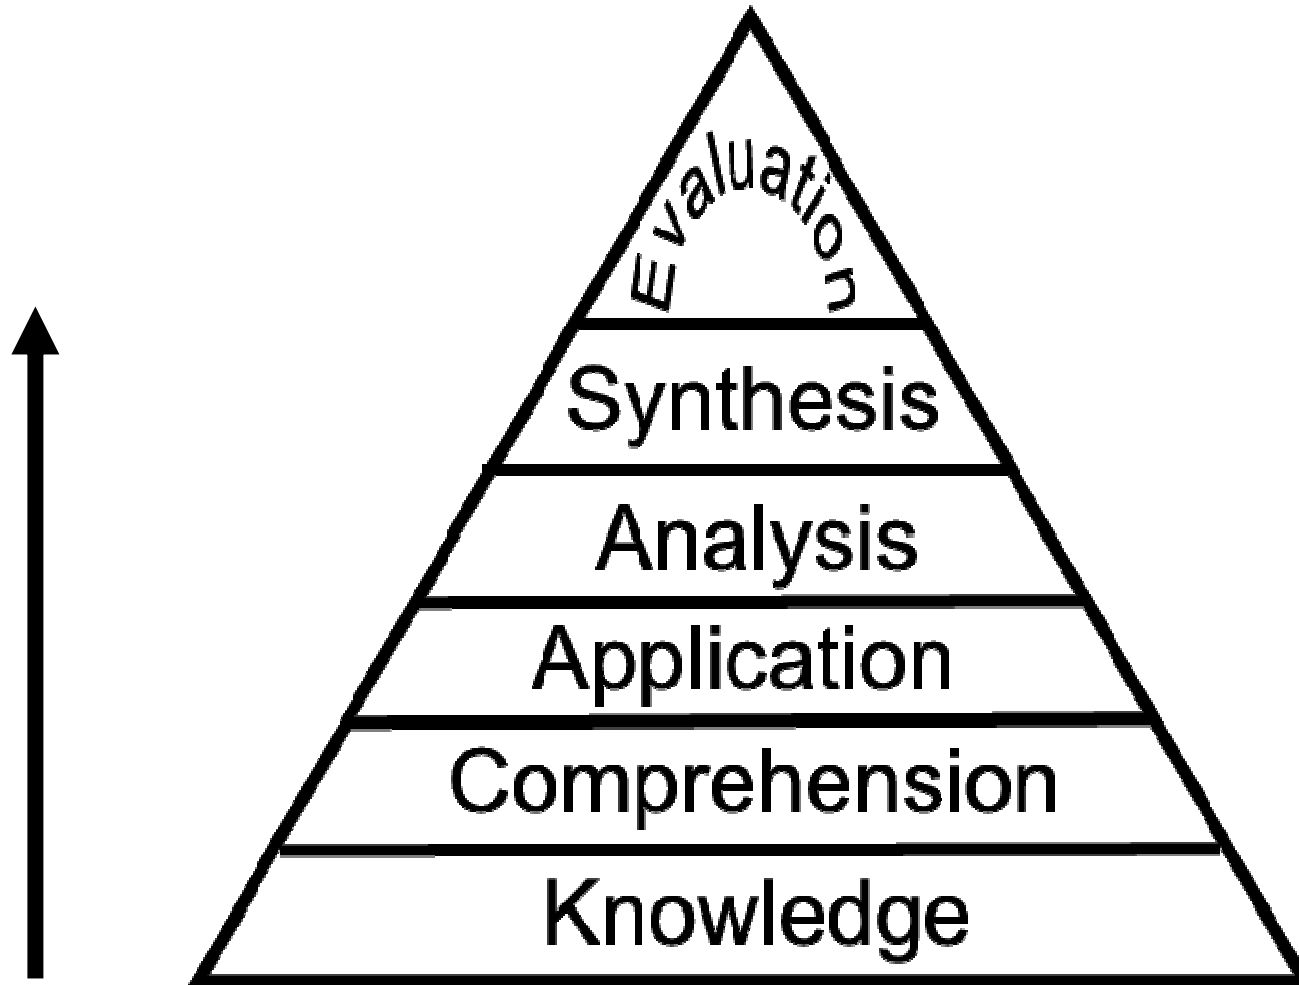 Evaluation
Synthesis
Analysis
Application
Comprehension
Knowledge